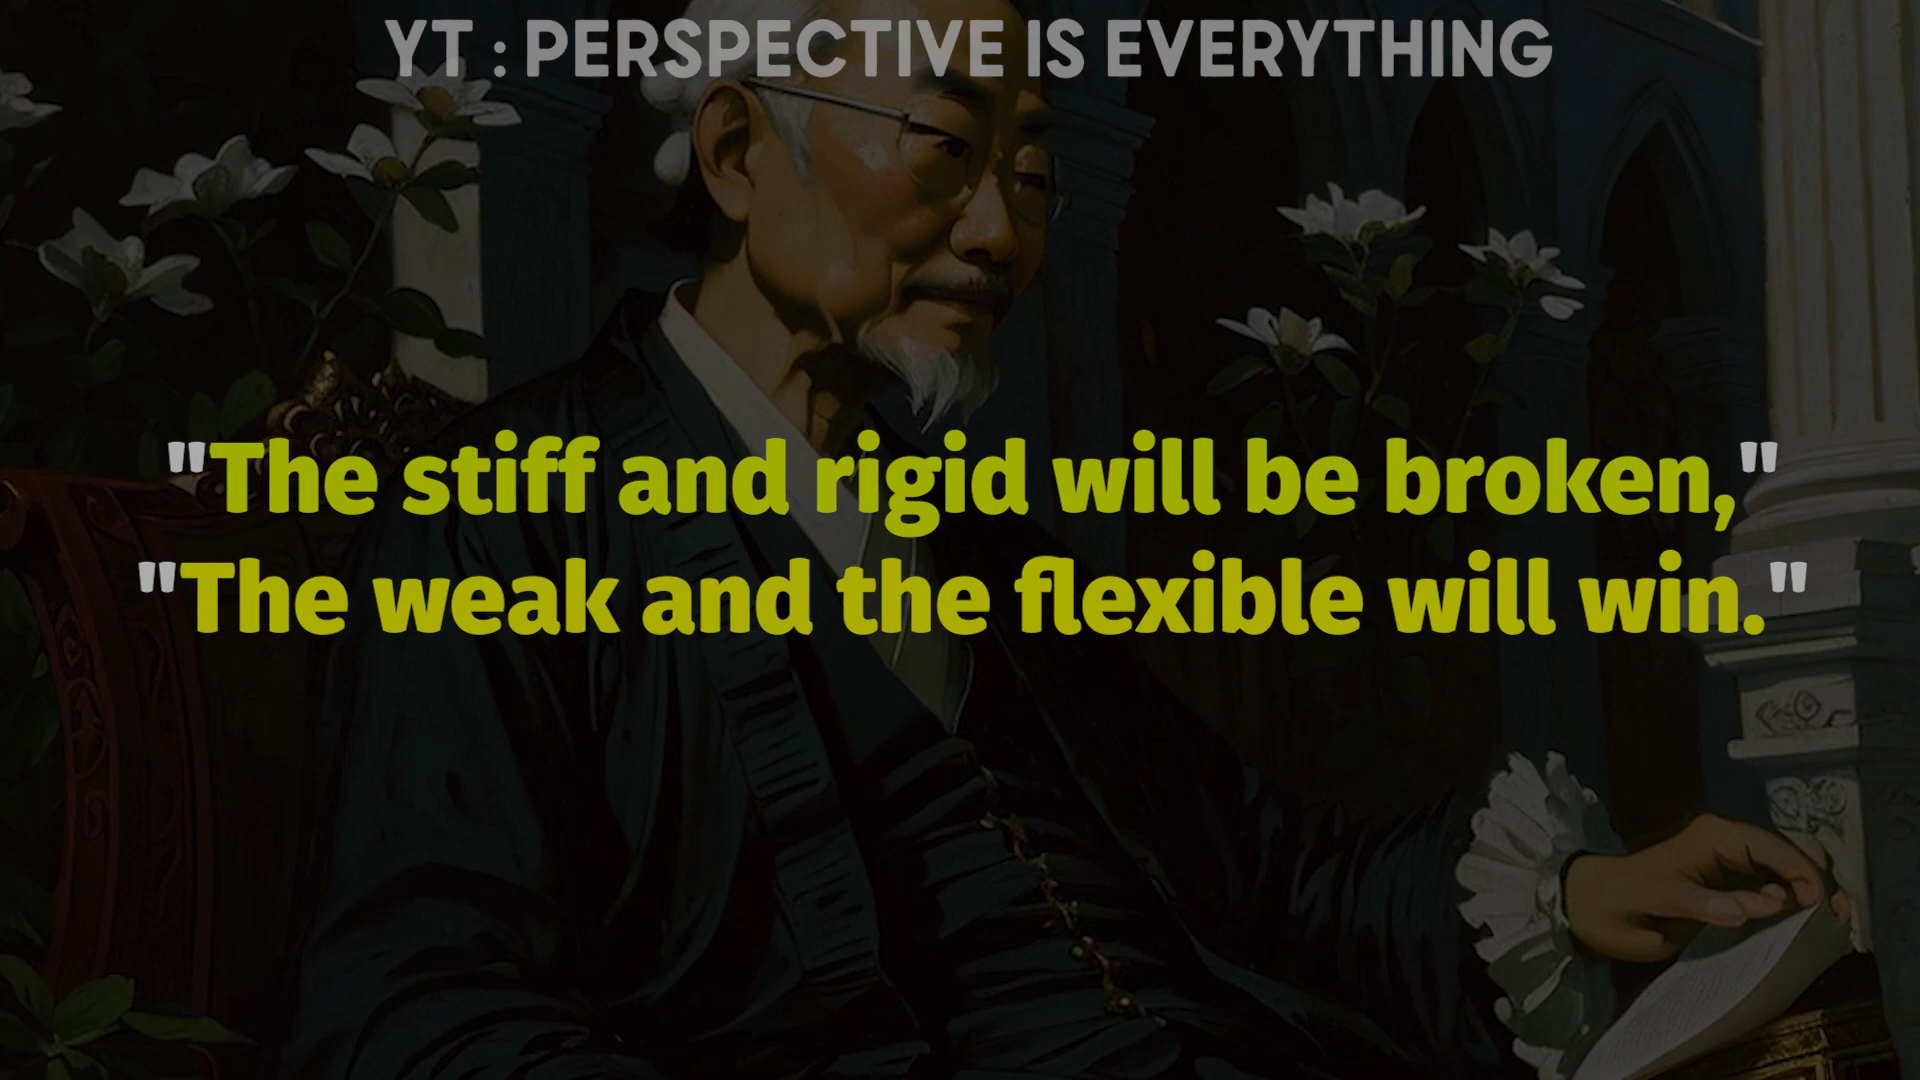 YT : PERSPECTIVE IS EVERYTHING
"The stiff and rigid will be broken,"
"The weak and the flexible will win."